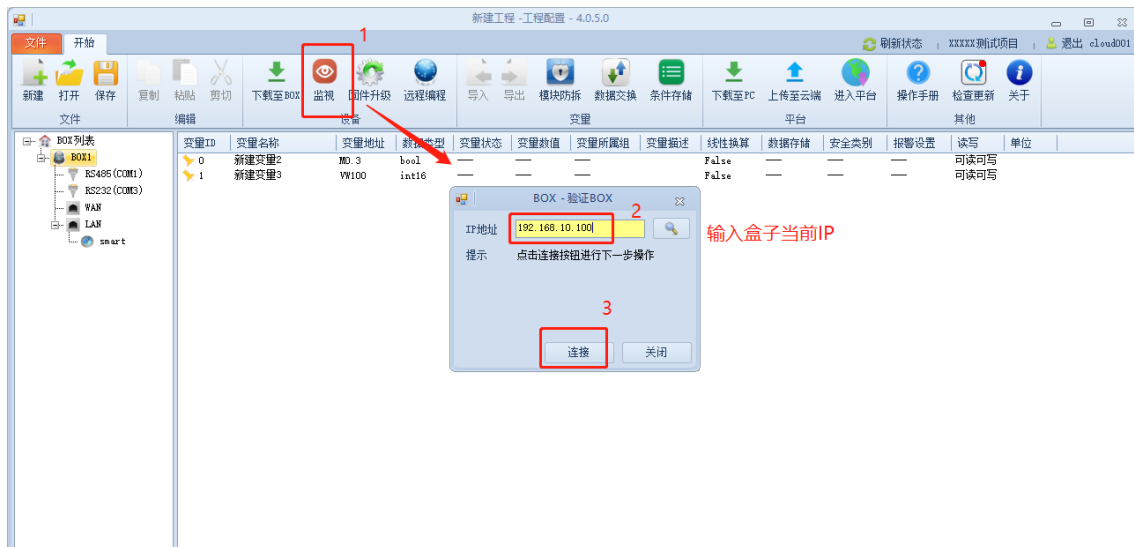 新建工程 -工程配置 - 4.0.5.0
文件 开始 刷新状态 XXXXX测试项目 退出 cloud001
1
新建 打开 保存 复制 粘贴 剪切 下载至BOX 监视 固件升级 远程编程 导入 导出 模块防拆 数据交换 条件存储 下载至PC 上传至云端 进入平台 操作手册 检查更新 关于
文件 编辑 设备 变量 平台 其他
BOX列表
BOX1
RS485(COM1)
RS232(COM3)
WAN
LAN
smart
变量ID 变量名称 变量地址 数据类型 变量状态 变量数值 变量所属组 变量描述 线性换算 数据存储 安全类别 报警设置 读写 单位
0 新建变量2 M0.3 bool — — — False — — — 可读可写
1 新建变量3 VW100 int16 — — — False — — — 可读可写
BOX - 验证BOX
2
IP地址 192.168.10.100
输入盒子当前IP
提示 点击连接按钮进行下一步操作
3
连接 关闭